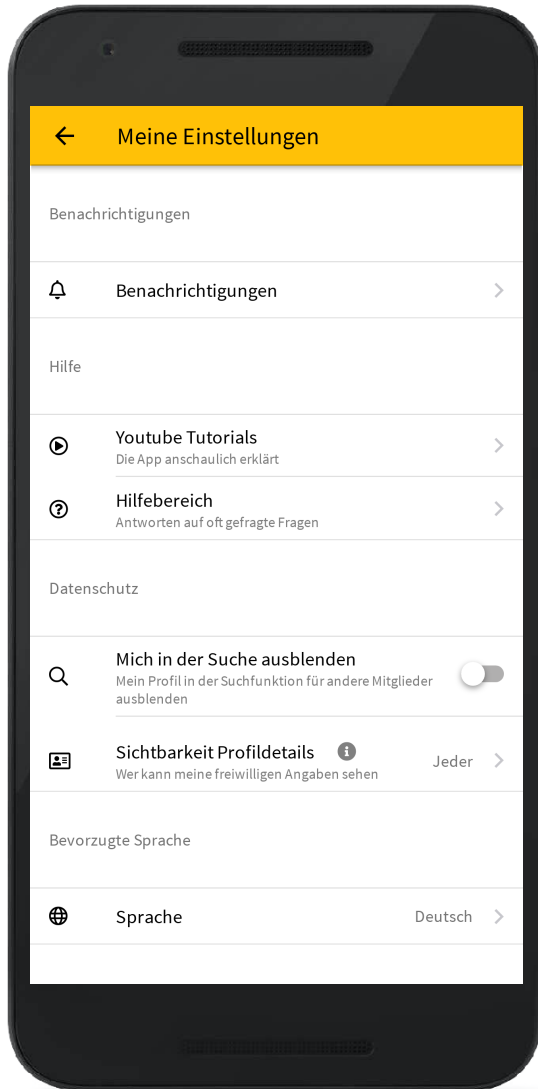 Meine Einstellungen
Benachrichtigungen
Benachrichtigungen
Hilfe
Youtube Tutorials
Die App anschaulich erklärt
Hilfebereich
Antworten auf oft gefragte Fragen
Datenschutz
Mich in der Suche ausblenden
Mein Profil in der Suchfunktion für andere Mitglieder
ausblenden
Sichtbarkeit Profildetails
Jeder
Wer kann meine freiwilligen Angaben sehen
Bevorzugte Sprache
Sprache
Deutsch